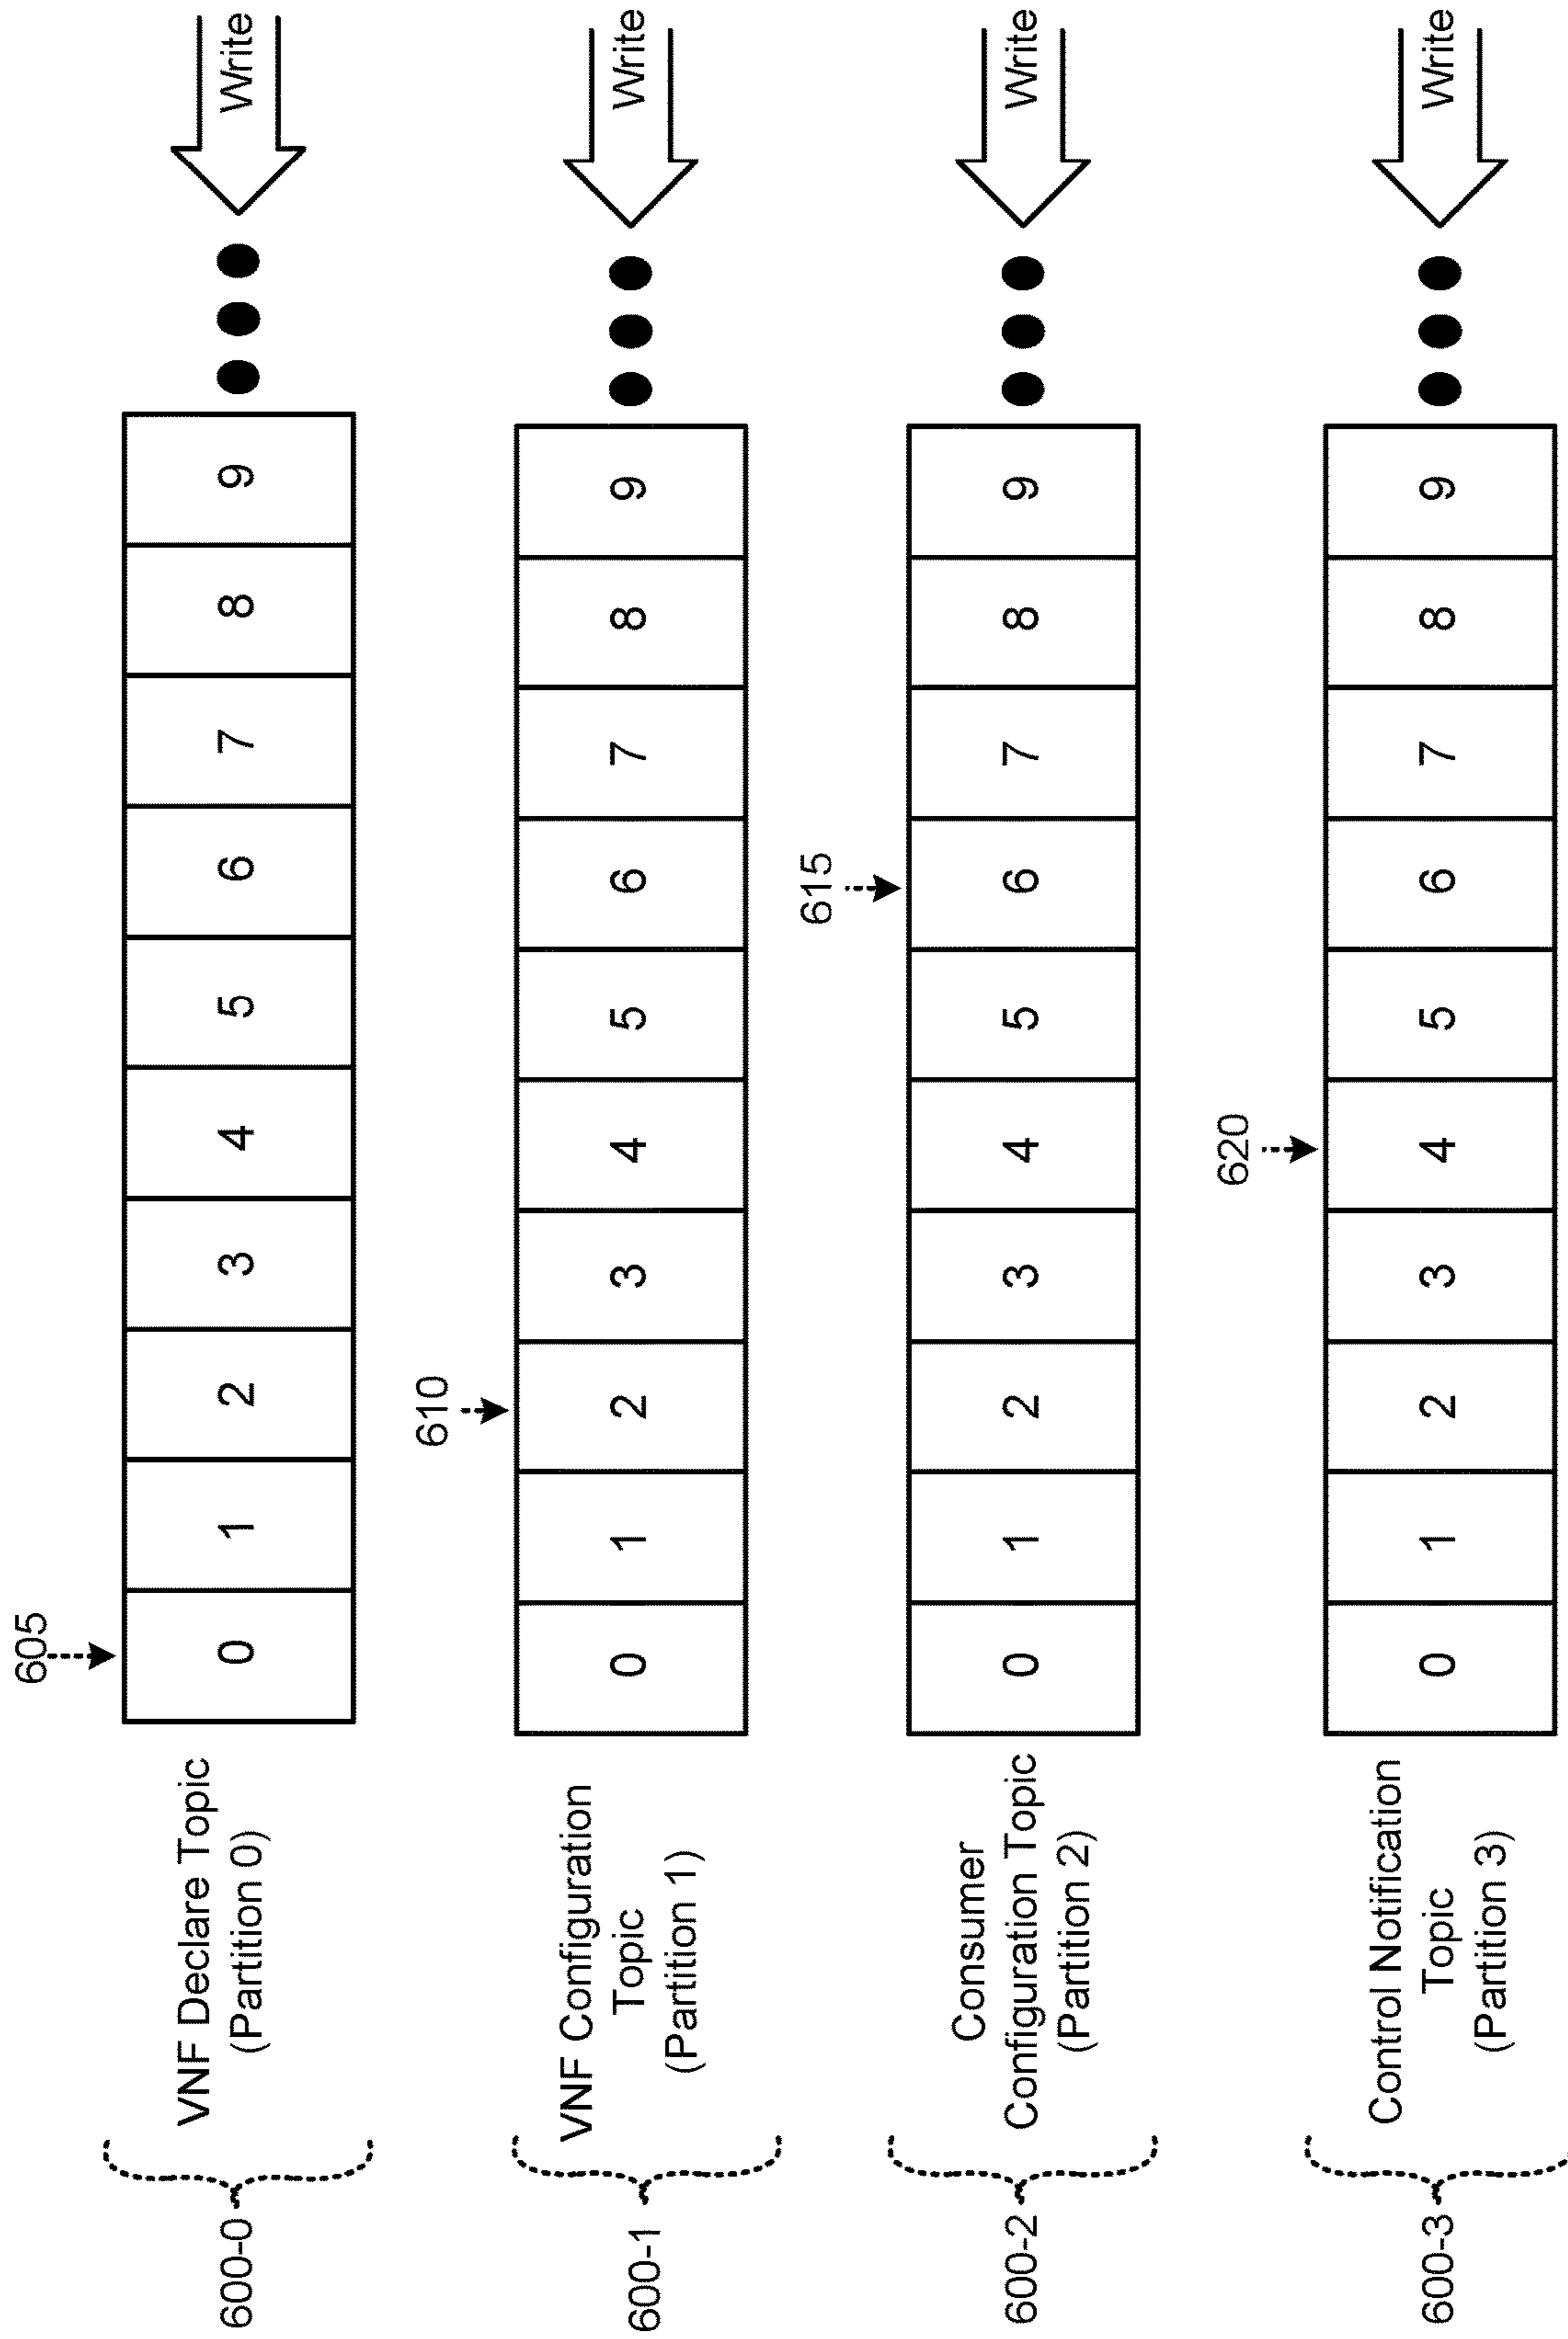 605
600-0
VNF Declare Topic
(Partition 0)
0 1 2 3 4 5 6 7 8 9
Write
610
600-1
VNF Configuration
Topic
(Partition 1)
0 1 2 3 4 5 6 7 8 9
Write
615
600-2
Consumer
Configuration Topic
(Partition 2)
0 1 2 3 4 5 6 7 8 9
Write
620
600-3
Control Notification
Topic
(Partition 3)
0 1 2 3 4 5 6 7 8 9
Write